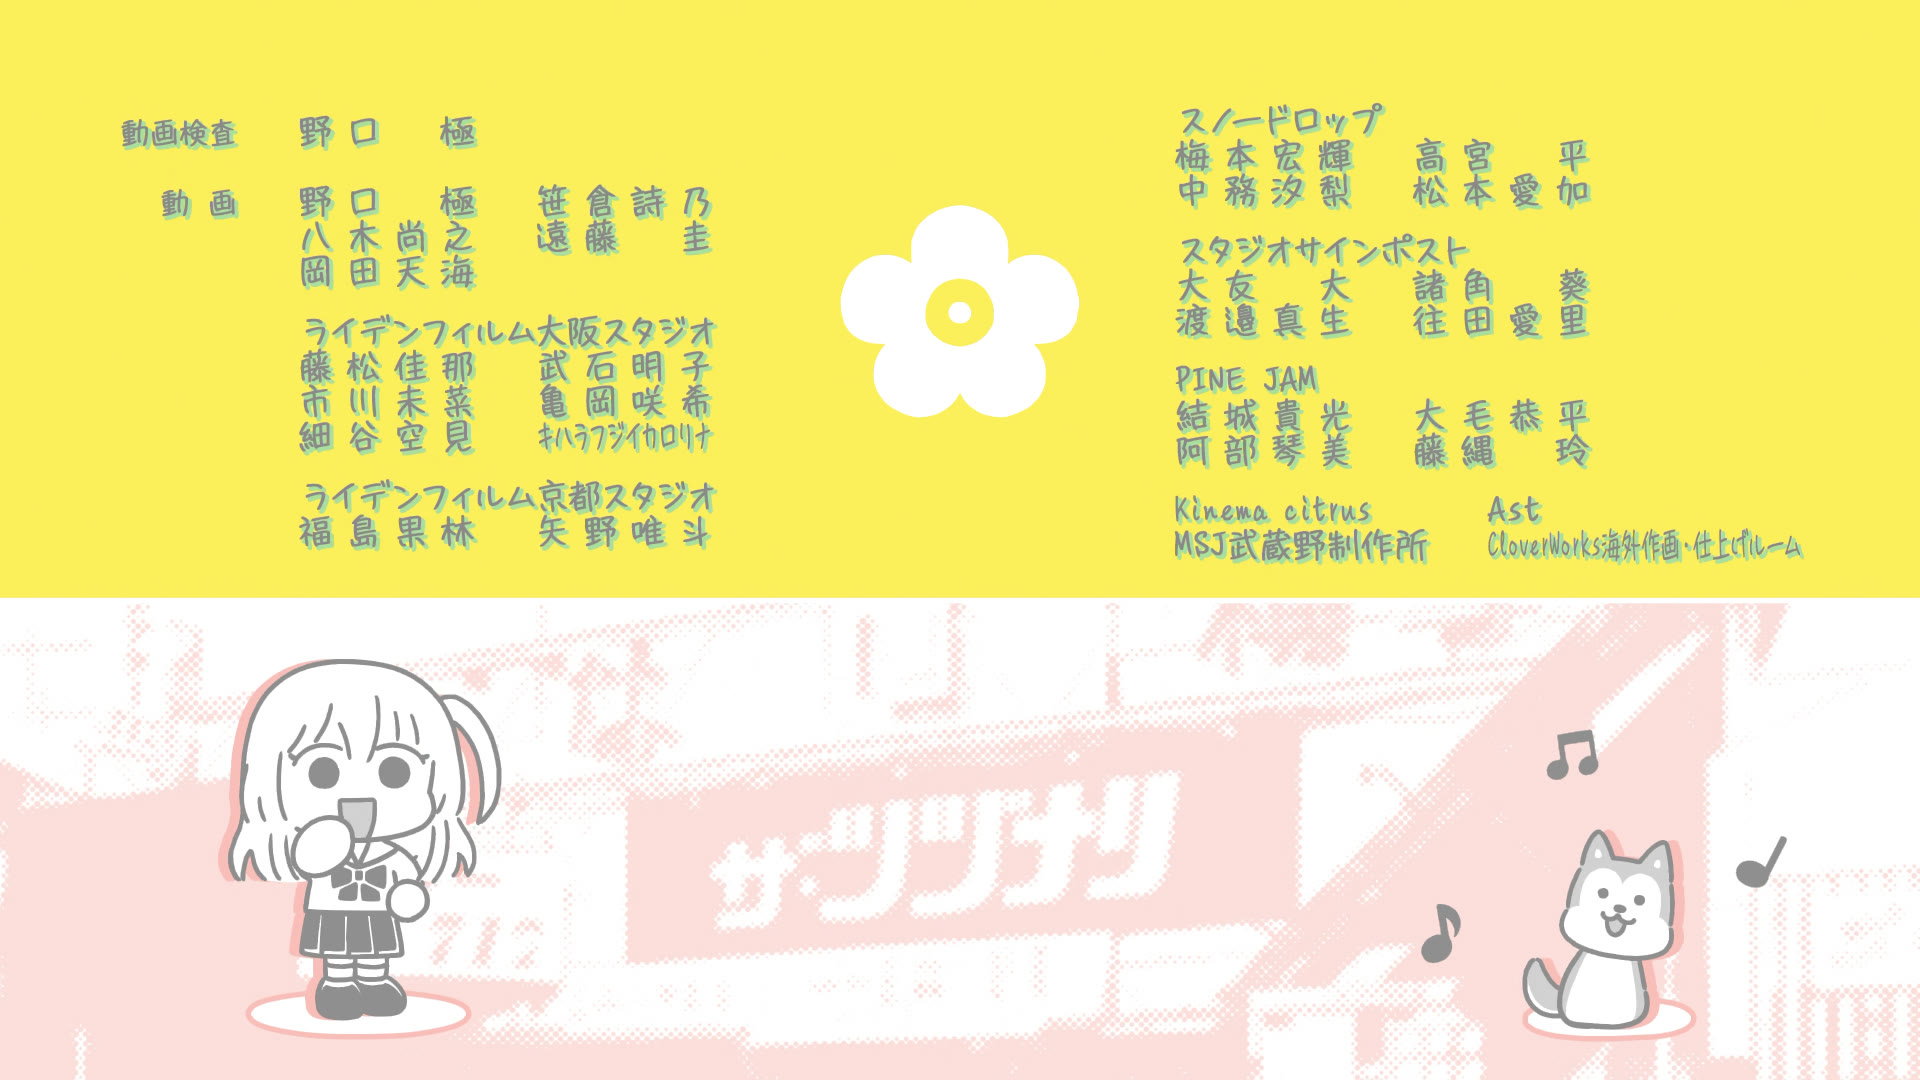 動画検査 野口 極
動画 野口 極 笹倉詩乃
八木尚之 遠藤 圭
岡田天海
ライデンフィルム大阪スタジオ
藤松佳那 武石明子
市川未菜 亀岡咲希
細谷空見 キハラフジイカロリナ
ライデンフィルム京都スタジオ
福島果林 矢野唯斗
スノードロップ
梅本宏輝 高宮 平
中務汐梨 松本愛加
スタジオサインポスト
大友 大 諸角 葵
渡邉真生 往田愛里
PINE JAM
結城貴光 大毛恭平
阿部琴美 藤縄 玲
Kinema citrus Ast
MSJ武蔵野制作所 CloverWorks海外作画・仕上げルーム
ザ・ツヅナリ